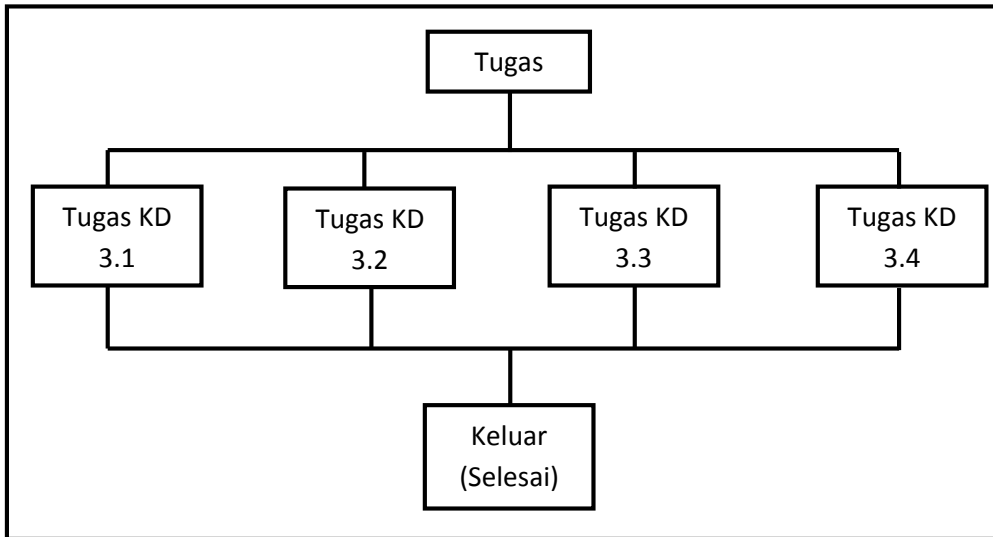 Tugas
Tugas KD
3.1
Tugas KD
3.2
Tugas KD
3.3
Tugas KD
3.4
Keluar
(Selesai)